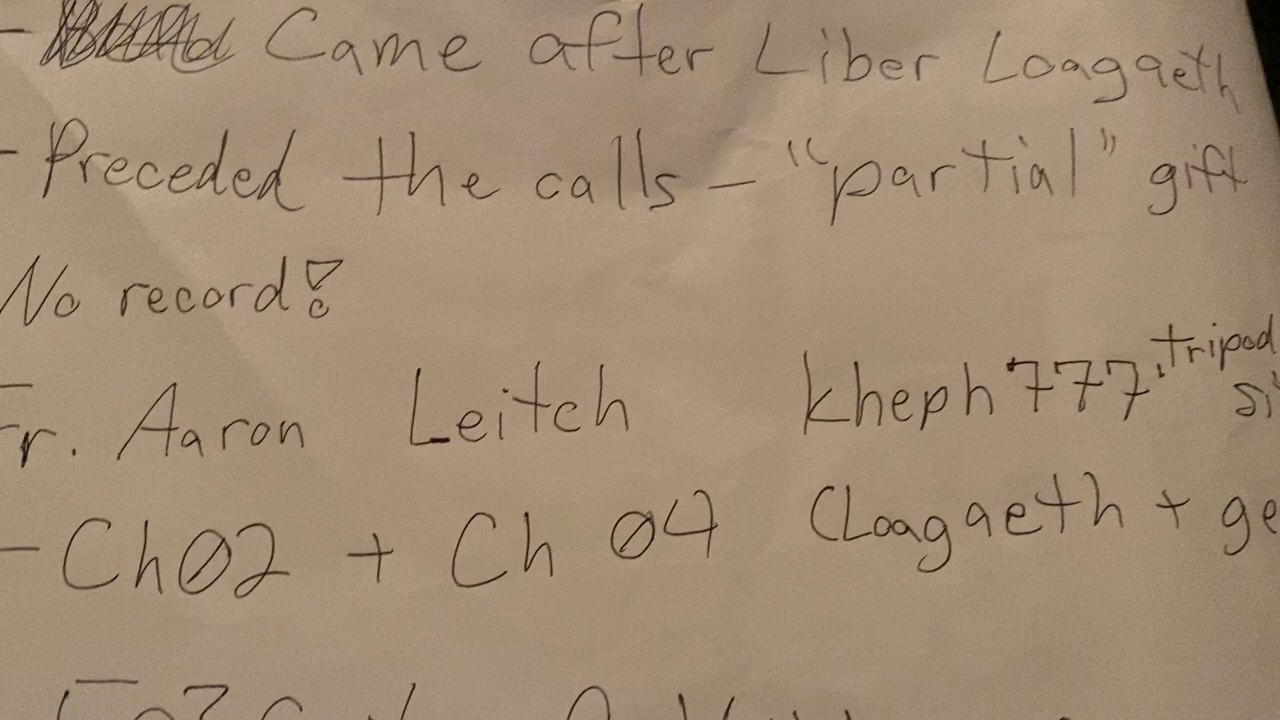 - Came after Liber Loagaeth
- Preceded the calls – "partial" gift
No record?
Fr. Aaron Leitch kheph777.tripod
- Ch02 + Ch 04 (Loagaeth + ge